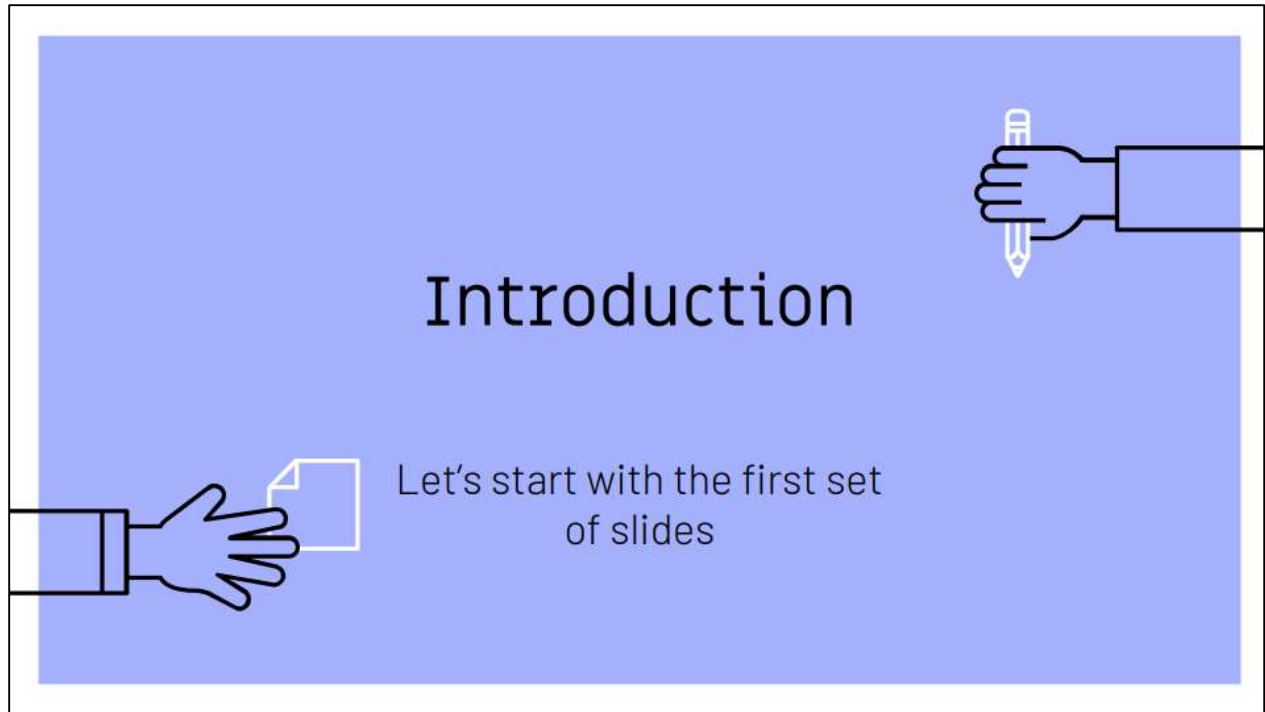 Introduction
Let's start with the first set
of slides